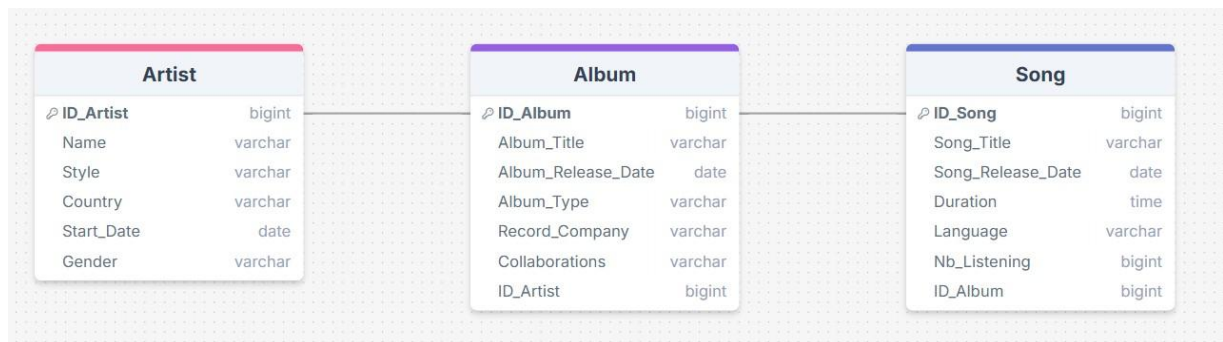 Artist
ID_Artist bigint
Name varchar
Style varchar
Country varchar
Start_Date date
Gender varchar
Album
ID_Album bigint
Album_Title varchar
Album_Release_Date date
Album_Type varchar
Record_Company varchar
Collaborations varchar
ID_Artist bigint
Song
ID_Song bigint
Song_Title varchar
Song_Release_Date date
Duration time
Language varchar
Nb_Listening bigint
ID_Album bigint